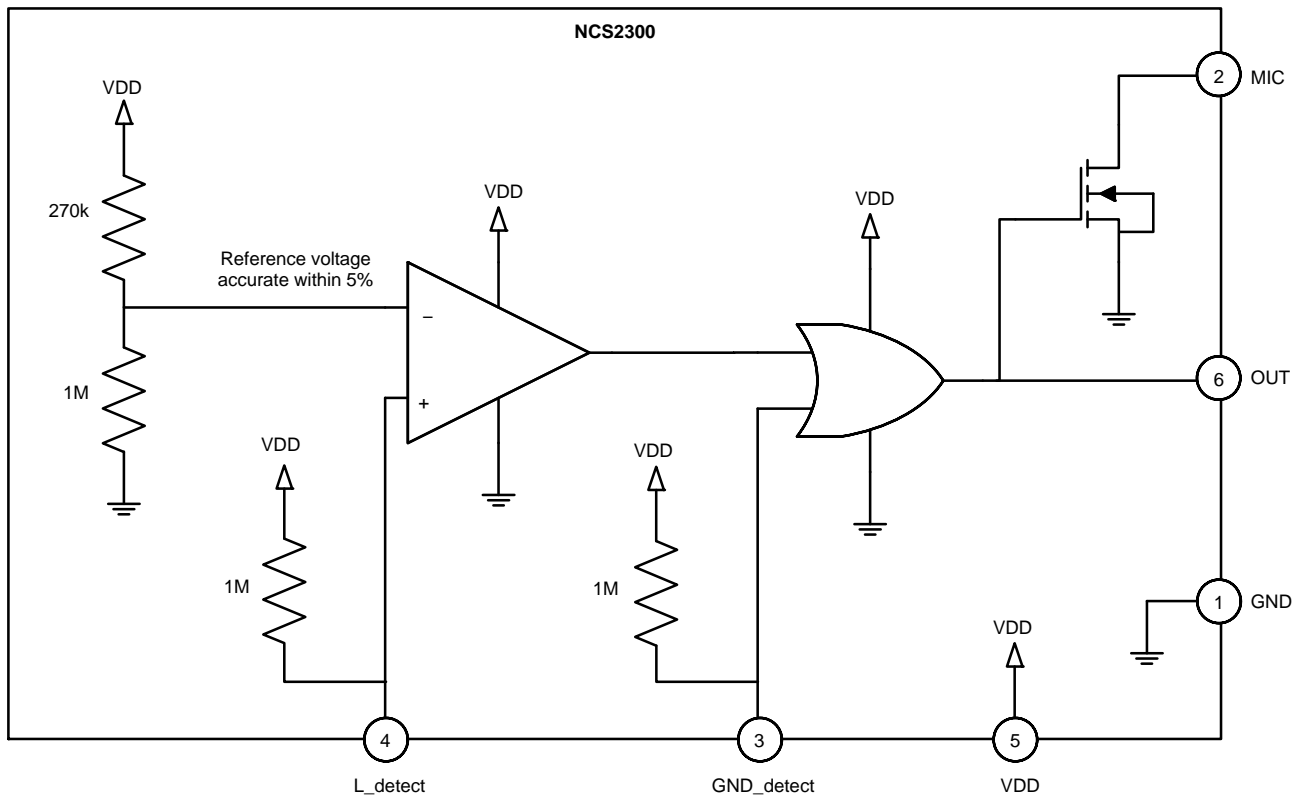 NCS2300
2
MIC
VDD
270k
VDD
VDD
Reference voltage
accurate within 5%
−
1M
+
6
OUT
VDD
VDD
1M
1M
1
GND
VDD
4
3
5
L_detect
GND_detect
VDD